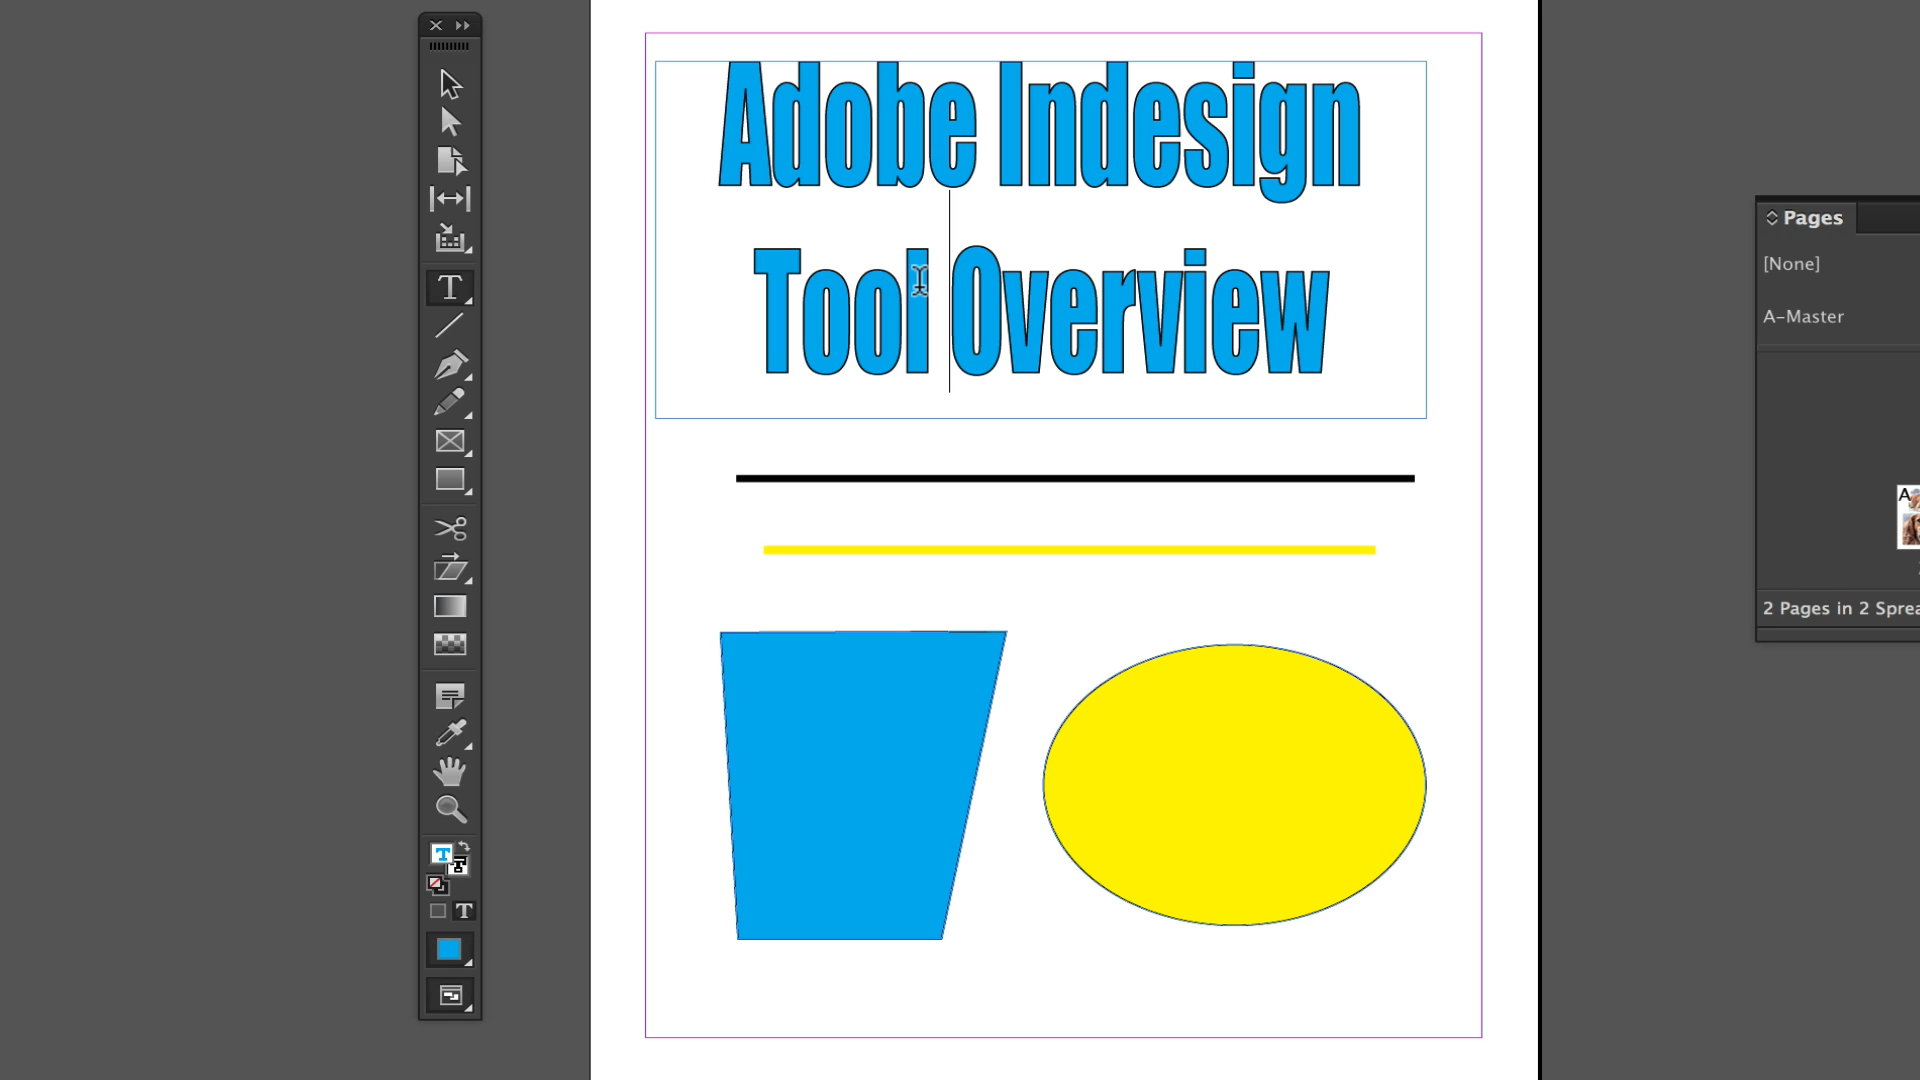 Adobe Indesign
Tool Overview
Pages
[None]
A-Master
A
2 Pages in 2 Sprea